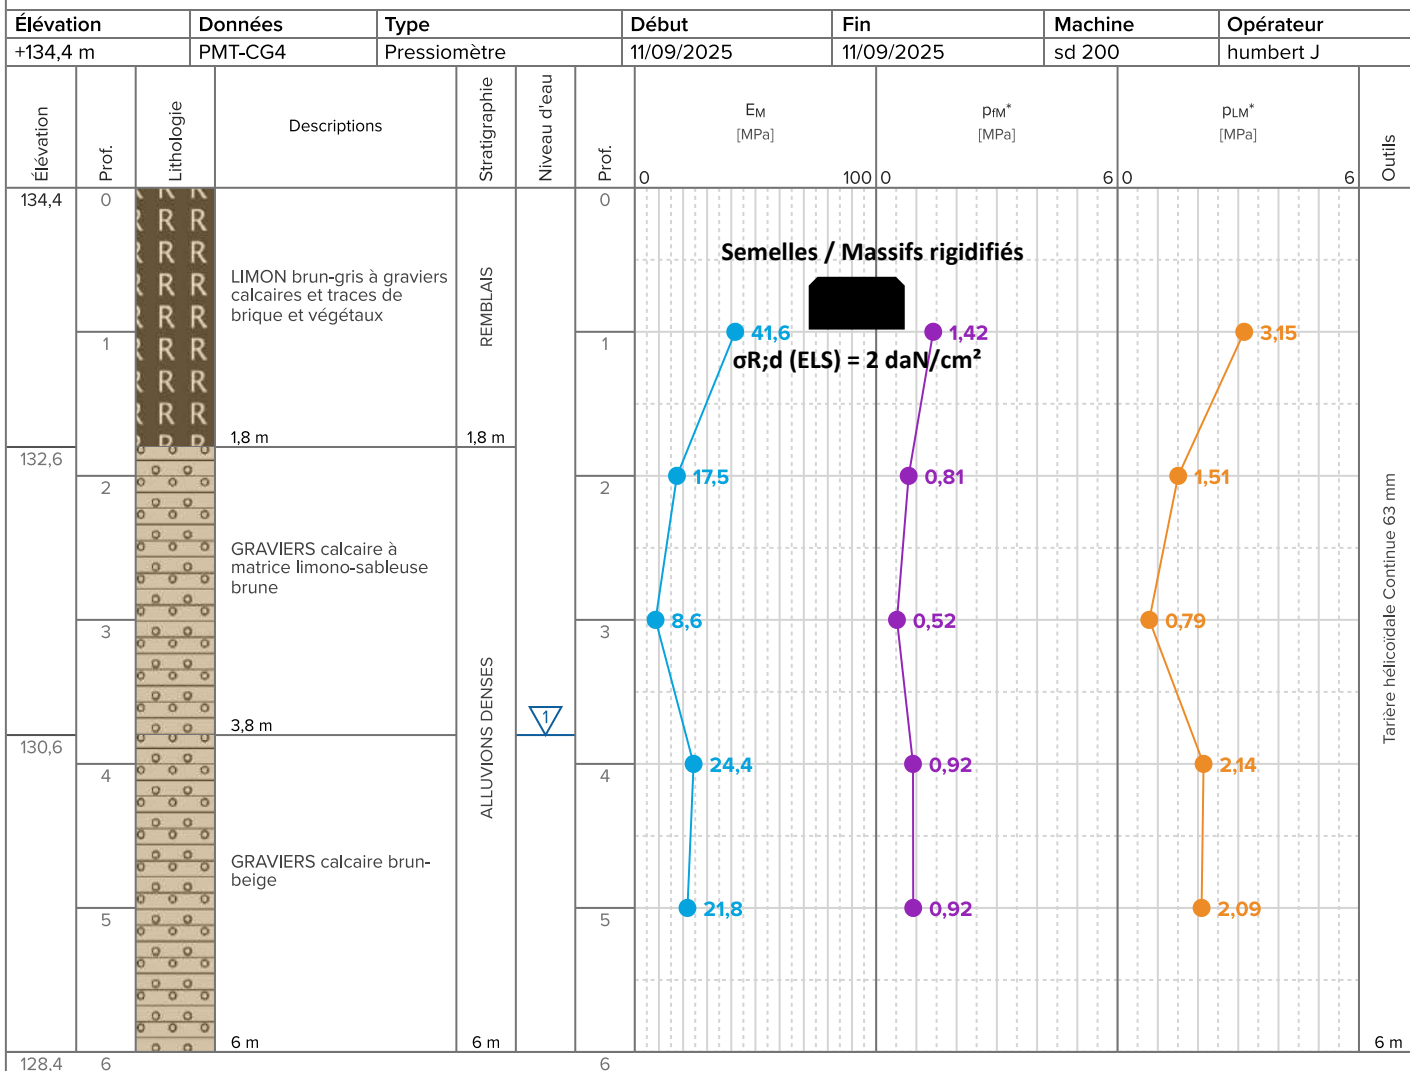 Élévation Données Type Début Fin Machine Opérateur
+134,4 m PMT-CG4 Pressiomètre 11/09/2025 11/09/2025 sd 200 humbert J
Élévation Prof. Lithologie Descriptions Stratigraphie Niveau d'eau Prof. EM [MPa] pfM* [MPa] pLM* [MPa] Outils
0 100 0 6 0 6
134,4 0 0
R R R
R R R
R R R
R R R
R R R
R R R
R R R
R R R
Semelles / Massifs rigidifiés
LIMON brun-gris à graviers
calcaires et traces de
brique et végétaux
REMBLAIS
1 1 41,6 1,42 3,15
σR;d (ELS) = 2 daN/cm²
1,8 m 1,8 m
132,6
2 2 17,5 0,81 1,51
GRAVIERS calcaire à
matrice limono-sableuse
brune
3 3 8,6 0,52 0,79
ALLUVIONS DENSES
Tarière hélicoïdale Continue 63 mm
3,8 m
1
130,6
4 4 24,4 0,92 2,14
GRAVIERS calcaire brun-
beige
5 5 21,8 0,92 2,09
6 m 6 m 6 m
128,4 6 6